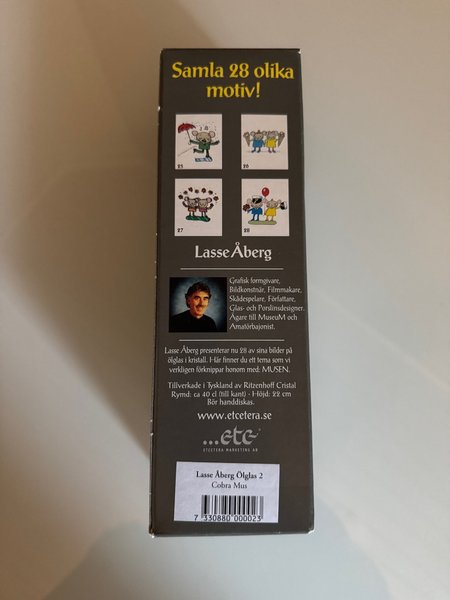 Samla 28 olika
motiv!
25
26
27
28
Lasse Åberg
Grafisk formgivare,
Bildkonstnär, Filmmakare,
Skådespelare, Författare,
Glas- och Porslinsdesigner.
Ägare till MuseuM och
Amatörbajonist.
Lasse Åberg presenterar nu 28 av sina bilder på
ölglas i kristall. Här finner du ett tema som vi
verkligen förknippar honom med: MUSEN.
Tillverkade i Tyskland av Ritzenhoff Cristal
Rymd: ca 40 cl (till kant) · Höjd: 22 cm
Bör handdiskas.
www.etcetera.se
...etc
ETCETERA MARKETING AB
Lasse Åberg Ölglas 2
Cobra Mus
7 330880 000023